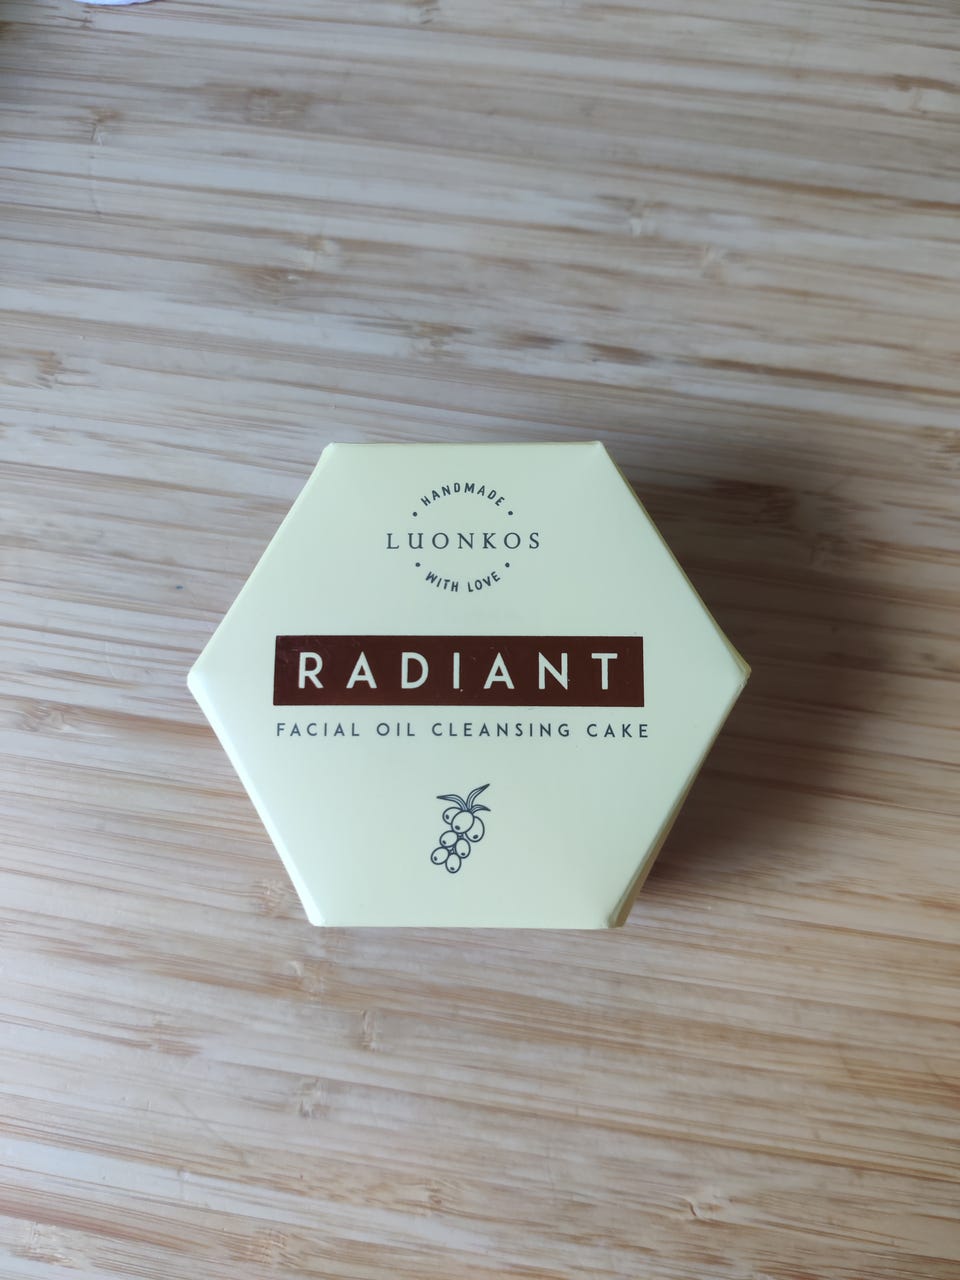 HANDMADE
LUONKOS
WITH LOVE
RADIANT
FACIAL OIL CLEANSING CAKE